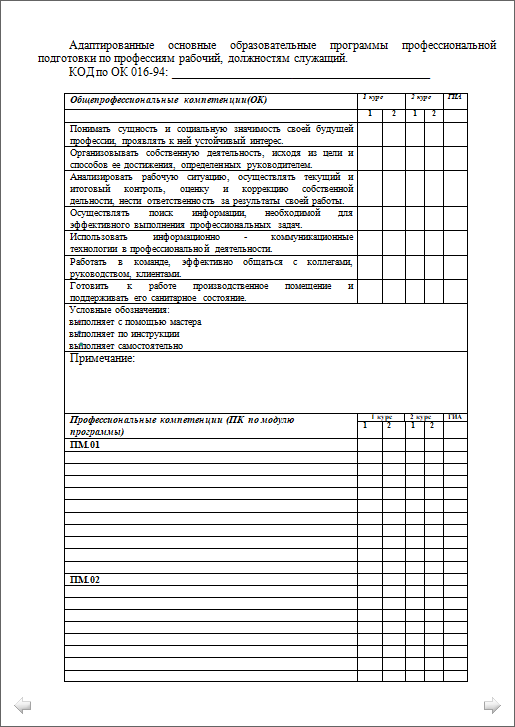 Адаптированные основные образовательные программы профессиональной
подготовки по профессиям рабочий, должностям служащий.
КОД по ОК 016-94: ___________________________________________
Общепрофессиональные компетенции(ОК) 1 курс 2 курс ГИА
1 2 1 2
Понимать сущность и социальную значимость своей будущей
профессии, проявлять к ней устойчивый интерес.
Организовывать собственную деятельность, исходя из цели и
способов ее достижения, определенных руководителем.
Анализировать рабочую ситуацию, осуществлять текущий и
итоговый контроль, оценку и коррекцию собственной
дельности, нести ответственность за результаты своей работы.
Осуществлять поиск информации, необходимой для
эффективного выполнения профессиональных задач.
Использовать информационно - коммуникационные
технологии в профессиональной деятельности.
Работать в команде, эффективно общаться с коллегами,
руководством, клиентами.
Готовить к работе производственное помещение и
поддерживать его санитарное состояние.
Условные обозначения:
выполняет с помощью мастера
выполняет по инструкции
выполняет самостоятельно
Примечание:
Профессиональные компетенции (ПК по модулю 1 курс 2 курс ГИА
программы) 1 2 1 2
ПМ.01
ПМ.02